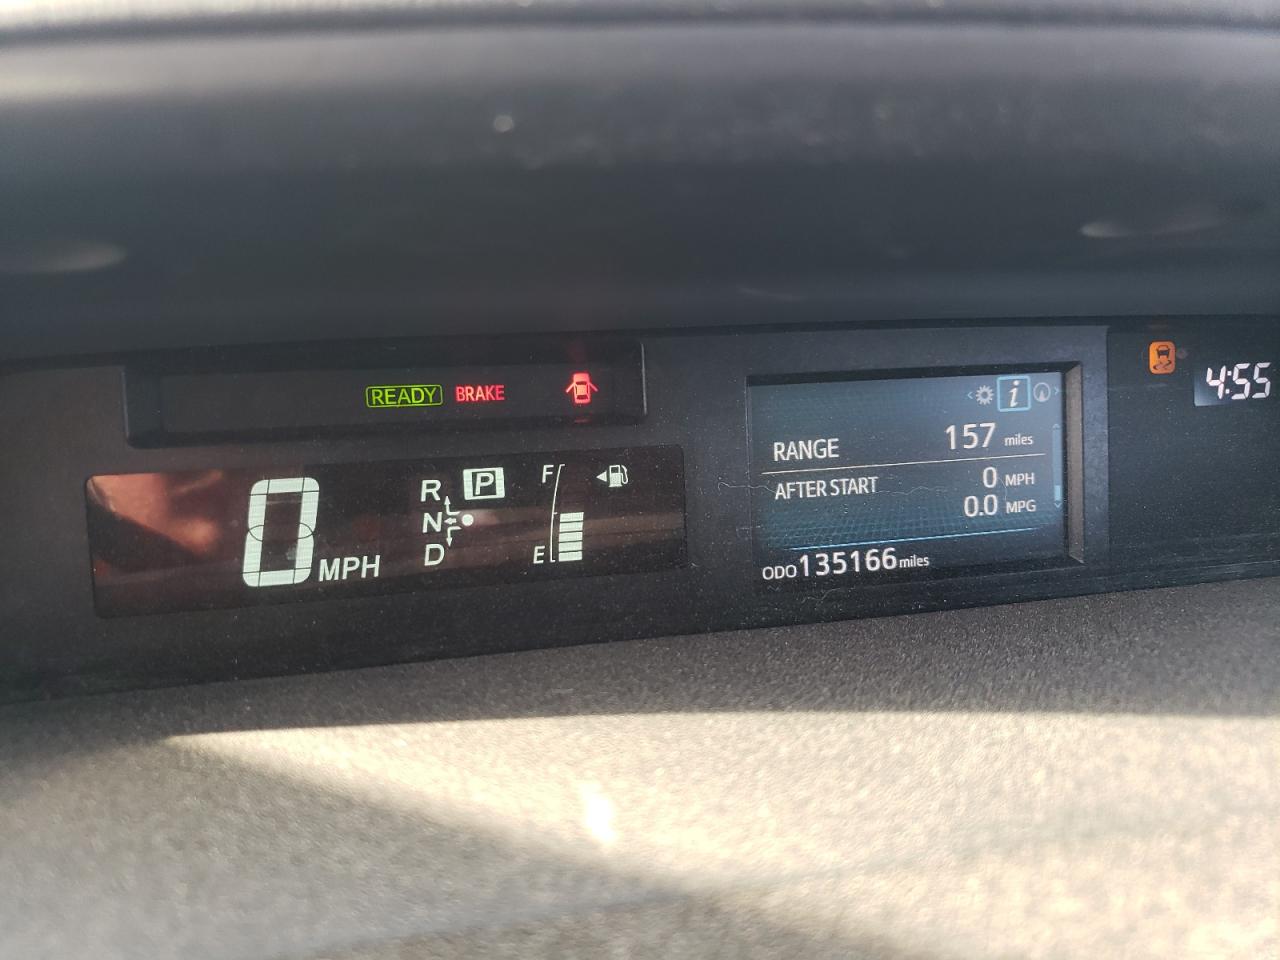 READY BRAKE
4:55
i
RANGE 157 miles
AFTER START 0 MPH
0.0 MPG
ODO 135166 miles
0 MPH
R P
N
D
F
E